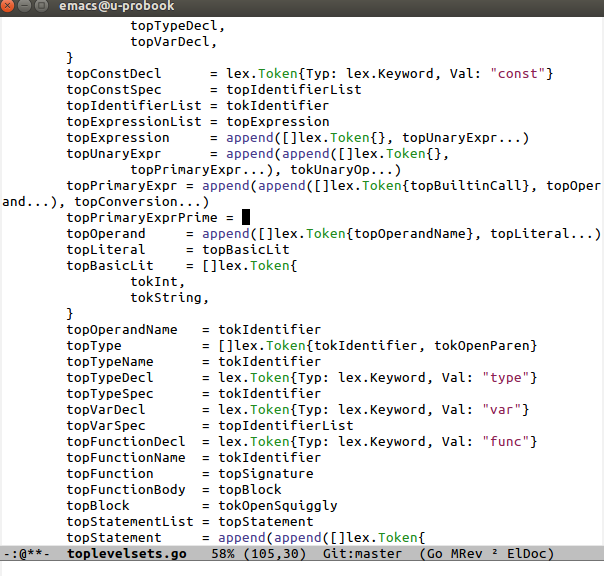 emacs@u-probook
topTypeDecl,
topVarDecl,
}
topConstDecl      = lex.Token{Typ: lex.Keyword, Val: "const"}
topConstSpec      = topIdentifierList
topIdentifierList = tokIdentifier
topExpressionList = topExpression
topExpression     = append([]lex.Token{}, topUnaryExpr...)
topUnaryExpr      = append(append([]lex.Token{},
topPrimaryExpr...), tokUnaryOp...)
topPrimaryExpr = append(append([]lex.Token{topBuiltinCall}, topOper
and...), topConversion...)
topPrimaryExprPrime =
topOperand     = append([]lex.Token{topOperandName}, topLiteral...)
topLiteral     = topBasicLit
topBasicLit    = []lex.Token{
tokInt,
tokString,
}
topOperandName   = tokIdentifier
topType          = []lex.Token{tokIdentifier, tokOpenParen}
topTypeName      = tokIdentifier
topTypeDecl      = lex.Token{Typ: lex.Keyword, Val: "type"}
topTypeSpec      = tokIdentifier
topVarDecl       = lex.Token{Typ: lex.Keyword, Val: "var"}
topVarSpec       = topIdentifierList
topFunctionDecl  = lex.Token{Typ: lex.Keyword, Val: "func"}
topFunctionName  = tokIdentifier
topFunction      = topSignature
topFunctionBody  = topBlock
topBlock         = tokOpenSquiggly
topStatementList = topStatement
topStatement     = append(append([]lex.Token{
-:@**-  toplevelsets.go   58% (105,30)  Git:master  (Go MRev ² ElDoc)